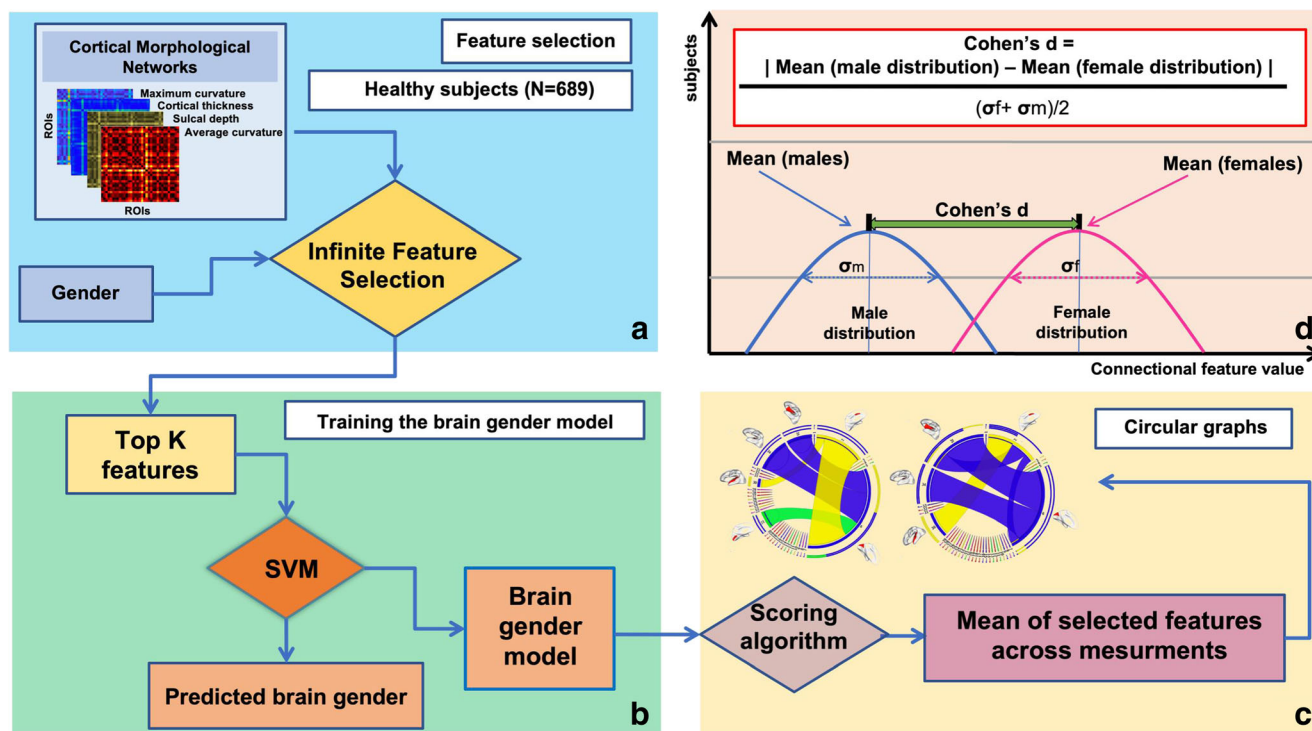 Cortical Morphological
Networks
Maximum curvature
Cortical thickness
Sulcal depth
Average curvature
ROIs
ROIs
Feature selection
Healthy subjects (N=689)
Infinite Feature
Selection
Gender
a
subjects
Cohen's d =
| Mean (male distribution) – Mean (female distribution) |
(σf+ σm)/2
Mean (males)
Mean (females)
Cohen's d
σm
σf
Male
distribution
Female
distribution
d
Connectional feature value
Top K
features
Training the brain gender model
SVM
Brain
gender
model
Predicted brain gender
b
Circular graphs
Scoring
algorithm
Mean of selected features
across mesurments
c